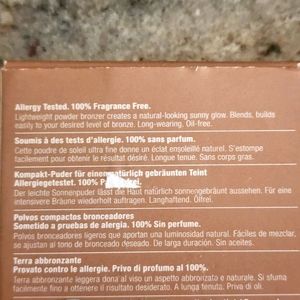 Allergy Tested. 100% Fragrance Free.
Lightweight powder bronzer creates a natural-looking sunny glow. Blends, builds
easily to your desired level of bronze. Long-wearing. Oil-free.
Soumis à des tests d'allergie. 100% sans parfum.
Cette poudre de soleil ultra fine donne un éclat ensoleillé naturel. S'estompe
facilement pour obtenir le résultat désiré. Longue tenue. Sans corps gras.
Kompakt-Puder für einen natürlich gebräunten Teint
Allergiegetestet. 100%
Der leichte Sonnenpuder lässt die Haut natürlich sonnengebräunt aussehen. Für eine
intensivere Bräune wiederholt auftragen. Langhaftend. Ölfrei.
Polvos compactos bronceadores
Sometido a pruebas de alergia. 100% Sin perfume.
Polvos bronceadores ligeros que aportan una luminosidad natural. Fáciles de mezclar,
se ajustan al tono de bronceado deseado. De larga duración. Sin aceites.
Terra abbronzante
Provato contro le allergie. Privo di profumo al 100%.
Questa terra leggera dona al viso un aspetto abbronzato e naturale. Si sfuma
facilmente fino a ottenere il risultato desiderato. A lunga tenuta. Priva di oli.